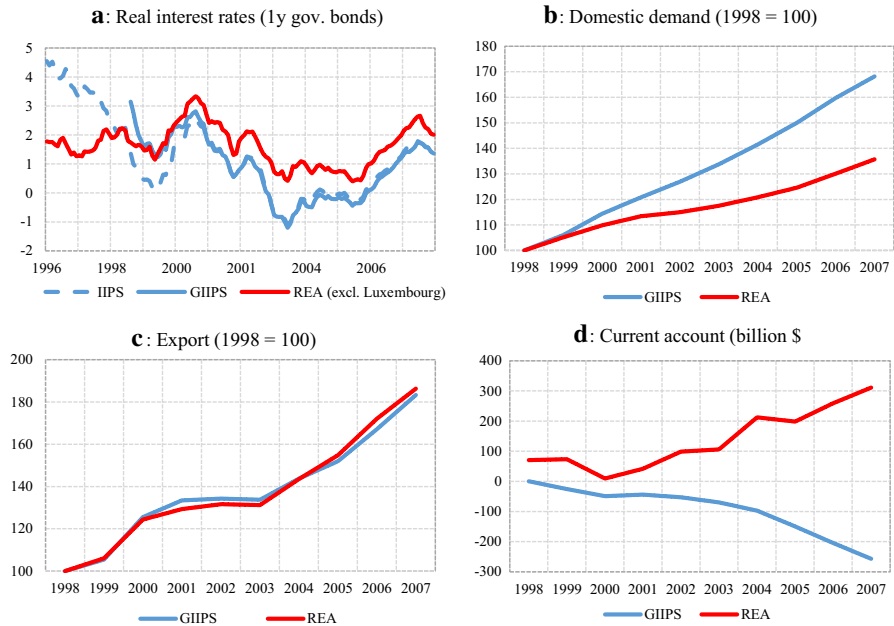 a: Real interest rates (1y gov. bonds)
5
4
3
2
1
0
-1
-2
1996 1998 2000 2001 2002 2004 2006
IIPS GIIPS REA (excl. Luxembourg)
b: Domestic demand (1998 = 100)
180
170
160
150
140
130
120
110
100
1998 1999 2000 2001 2002 2003 2004 2005 2006 2007
GIIPS REA
c: Export (1998 = 100)
200
180
160
140
120
100
1998 1999 2000 2001 2002 2003 2004 2005 2006 2007
GIIPS REA
d: Current account (billion $
400
300
200
100
0
-100
-200
-300
1998 1999 2000 2001 2002 2003 2004 2005 2006 2007
GIIPS REA